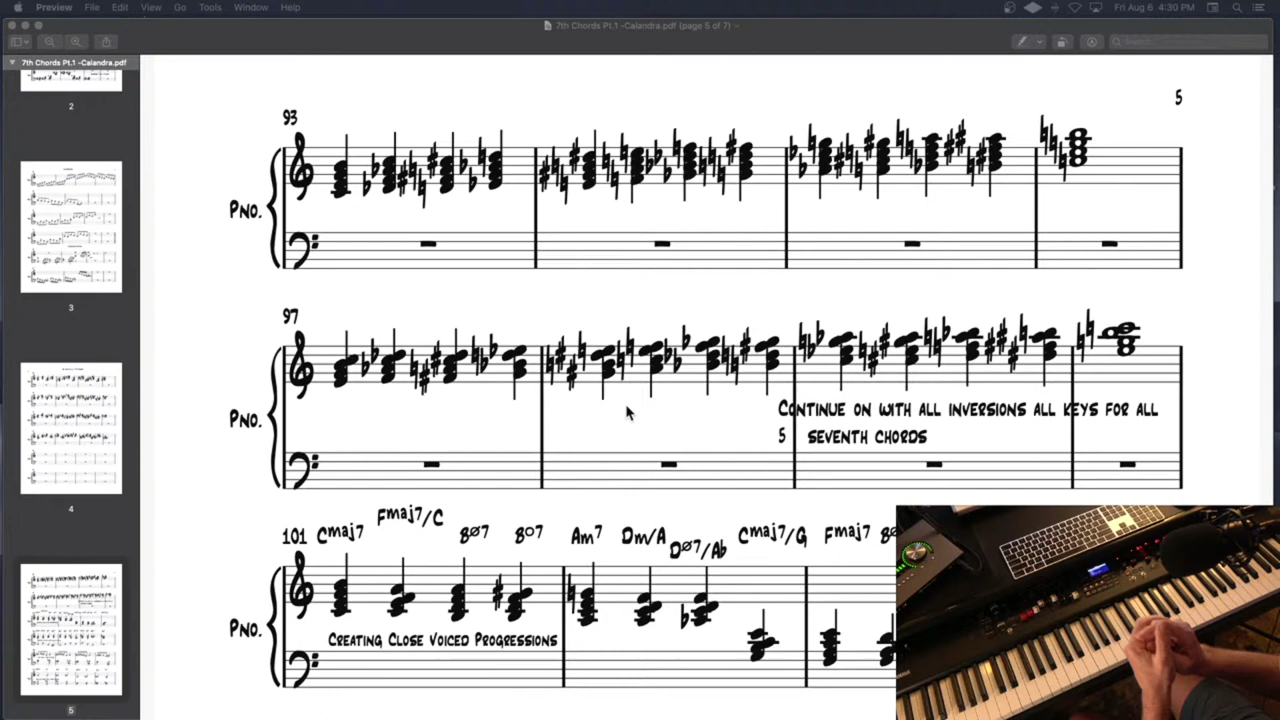 Preview File Edit View Go Tools Window Help Fri Aug 6 4:30 PM
7th Chords Pt.1 -Calandra.pdf (page 5 of 7)
Search
7th Chords Pt.1 -Calandra.pdf
2
3
4
5
5
93
Pno.
97
Pno.
Continue on with all inversions all keys for all
5 seventh chords
101 Cmaj7 Fmaj7/C Bø7 Bo7 Am7 Dm/A Dø7/Ab Cmaj7/G Fmaj7
Pno.
Creating Close Voiced Progressions